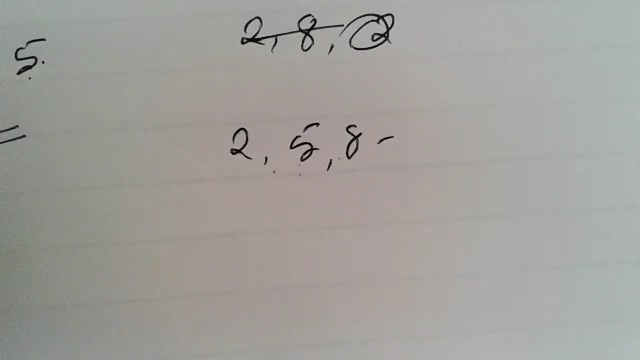 2, 8, 2
5.
=
2, 5, 8 -